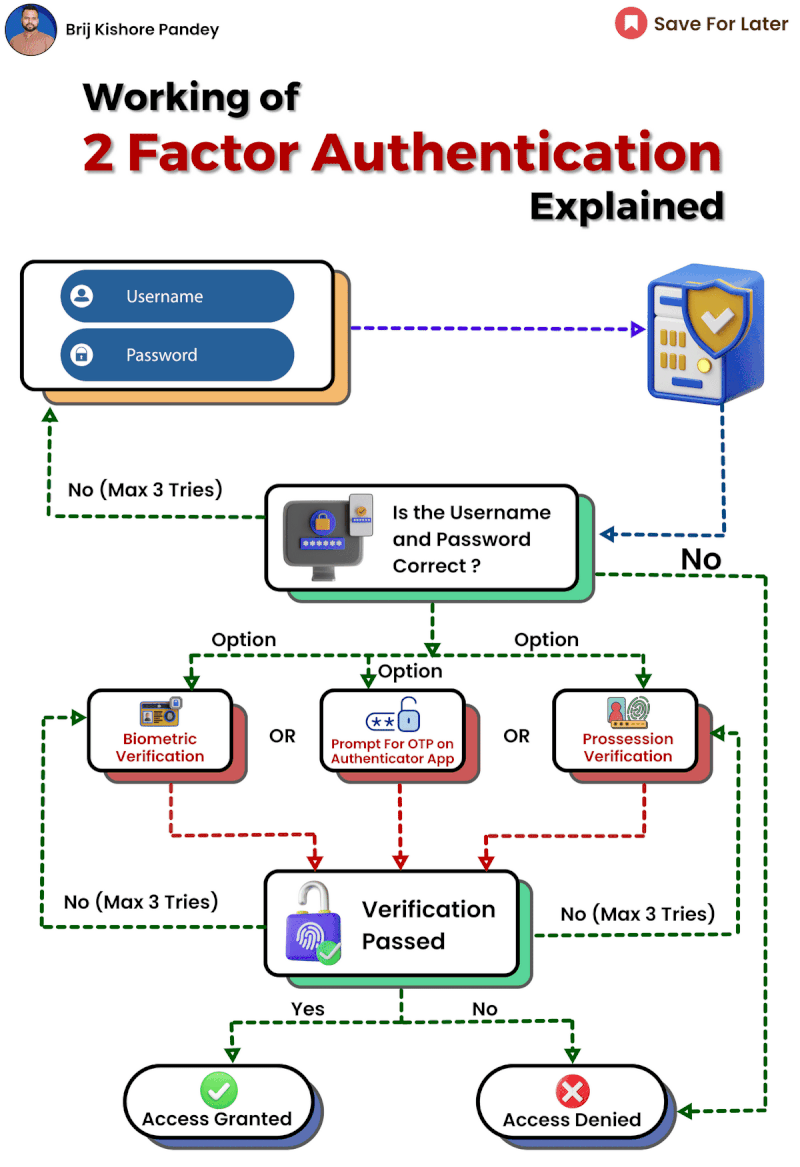 Brij Kishore Pandey
Save For Later
Working of
2 Factor Authentication
Explained
Username
Password
No (Max 3 Tries)
Is the Username
and Password
Correct ?
No
Option
Option
Option
Biometric
Verification
OR
Prompt For OTP on
Authenticator App
OR
Prossession
Verification
No (Max 3 Tries)
Verification
Passed
No (Max 3 Tries)
Yes
No
Access Granted
Access Denied